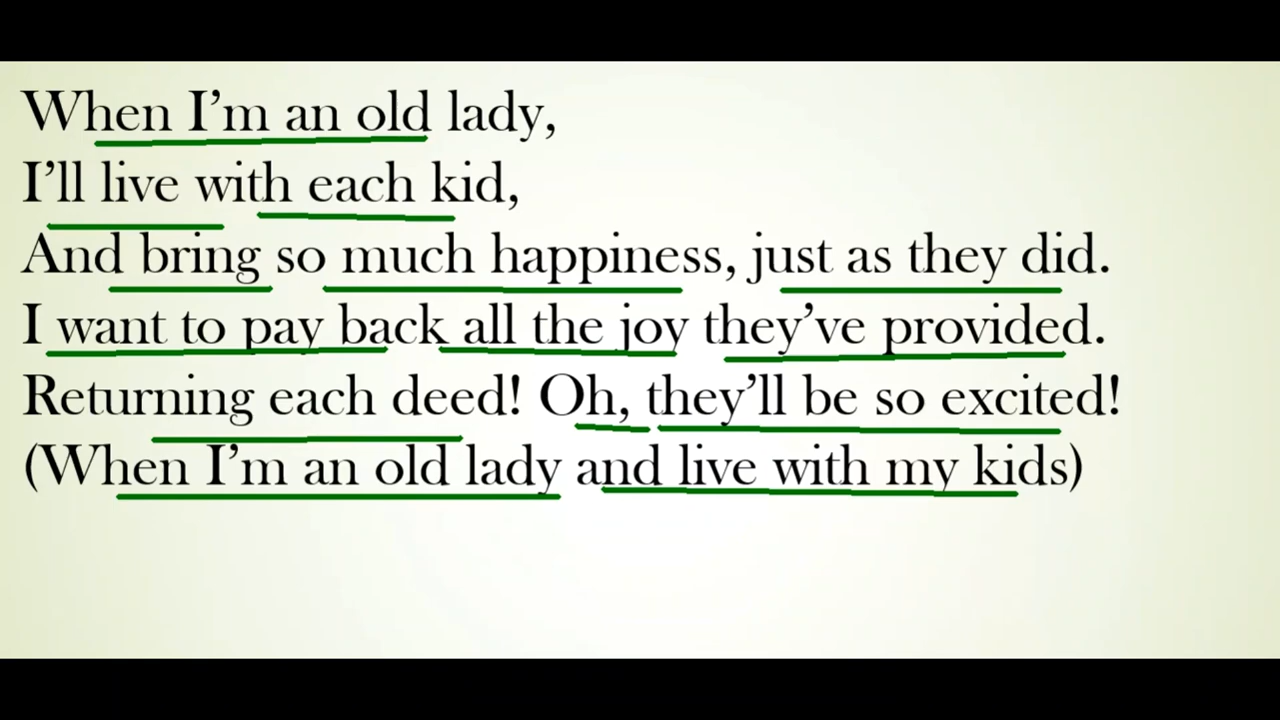 When I’m an old lady,
I’ll live with each kid,
And bring so much happiness, just as they did.
I want to pay back all the joy they’ve provided.
Returning each deed! Oh, they’ll be so excited!
(When I’m an old lady and live with my kids)